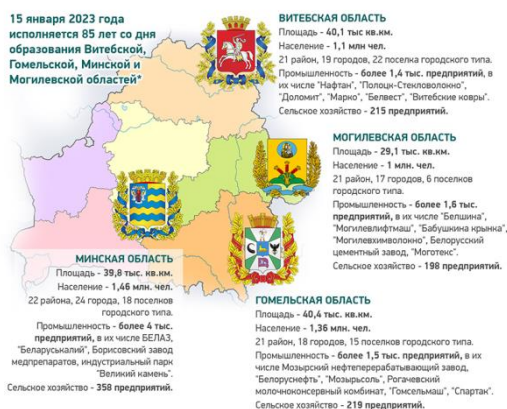 15 января 2023 года
исполняется 85 лет со дня
образования Витебской,
Гомельской, Минской и
Могилевской областей*
ВИТЕБСКАЯ ОБЛАСТЬ
Площадь - 40,1 тыс кв.км.
Население - 1,1 млн чел.
21 район, 19 городов, 22 поселка городского типа.
Промышленность - более 1,4 тыс. предприятий, в
их числе "Нафтан", "Полоцк-Стекловолокно",
"Доломит", "Марко", "Белвест", "Витебские ковры".
Сельское хозяйство - 215 предприятий.
МОГИЛЕВСКАЯ ОБЛАСТЬ
Площадь - 29,1 тыс. кв.км.
Население - 1 млн. чел.
21 район, 17 городов, 6 поселков
городского типа.
Промышленность - более 1,6 тыс.
предприятий, в их числе "Белшина",
"Могилевлифтмаш", "Бабушкина крынка",
"Могилевхимволокно", Белорусский
цементный завод, "Моготекс".
Сельское хозяйство - 198 предприятий.
МИНСКАЯ ОБЛАСТЬ
Площадь - 39,8 тыс. кв.км.
Население - 1,46 млн. чел.
22 района, 24 города, 18 поселков
городского типа.
Промышленность - более 4 тыс.
предприятий, в их числе БЕЛАЗ,
"Беларуськалий", Борисовский завод
медпрепаратов, индустриальный парк
"Великий камень".
Сельское хозяйство - 358 предприятий.
ГОМЕЛЬСКАЯ ОБЛАСТЬ
Площадь - 40,4 тыс. кв.км.
Население - 1,36 млн. чел.
21 район, 18 городов, 15 поселков городского типа.
Промышленность - более 1,5 тыс. предприятий, в их
числе Мозырский нефтеперерабатывающий завод,
"Белоруснефть", "Мозырьсоль", Рогачевский
молочноконсервный комбинат, "Гомсельмаш", "Спартак".
Сельское хозяйство - 219 предприятий.